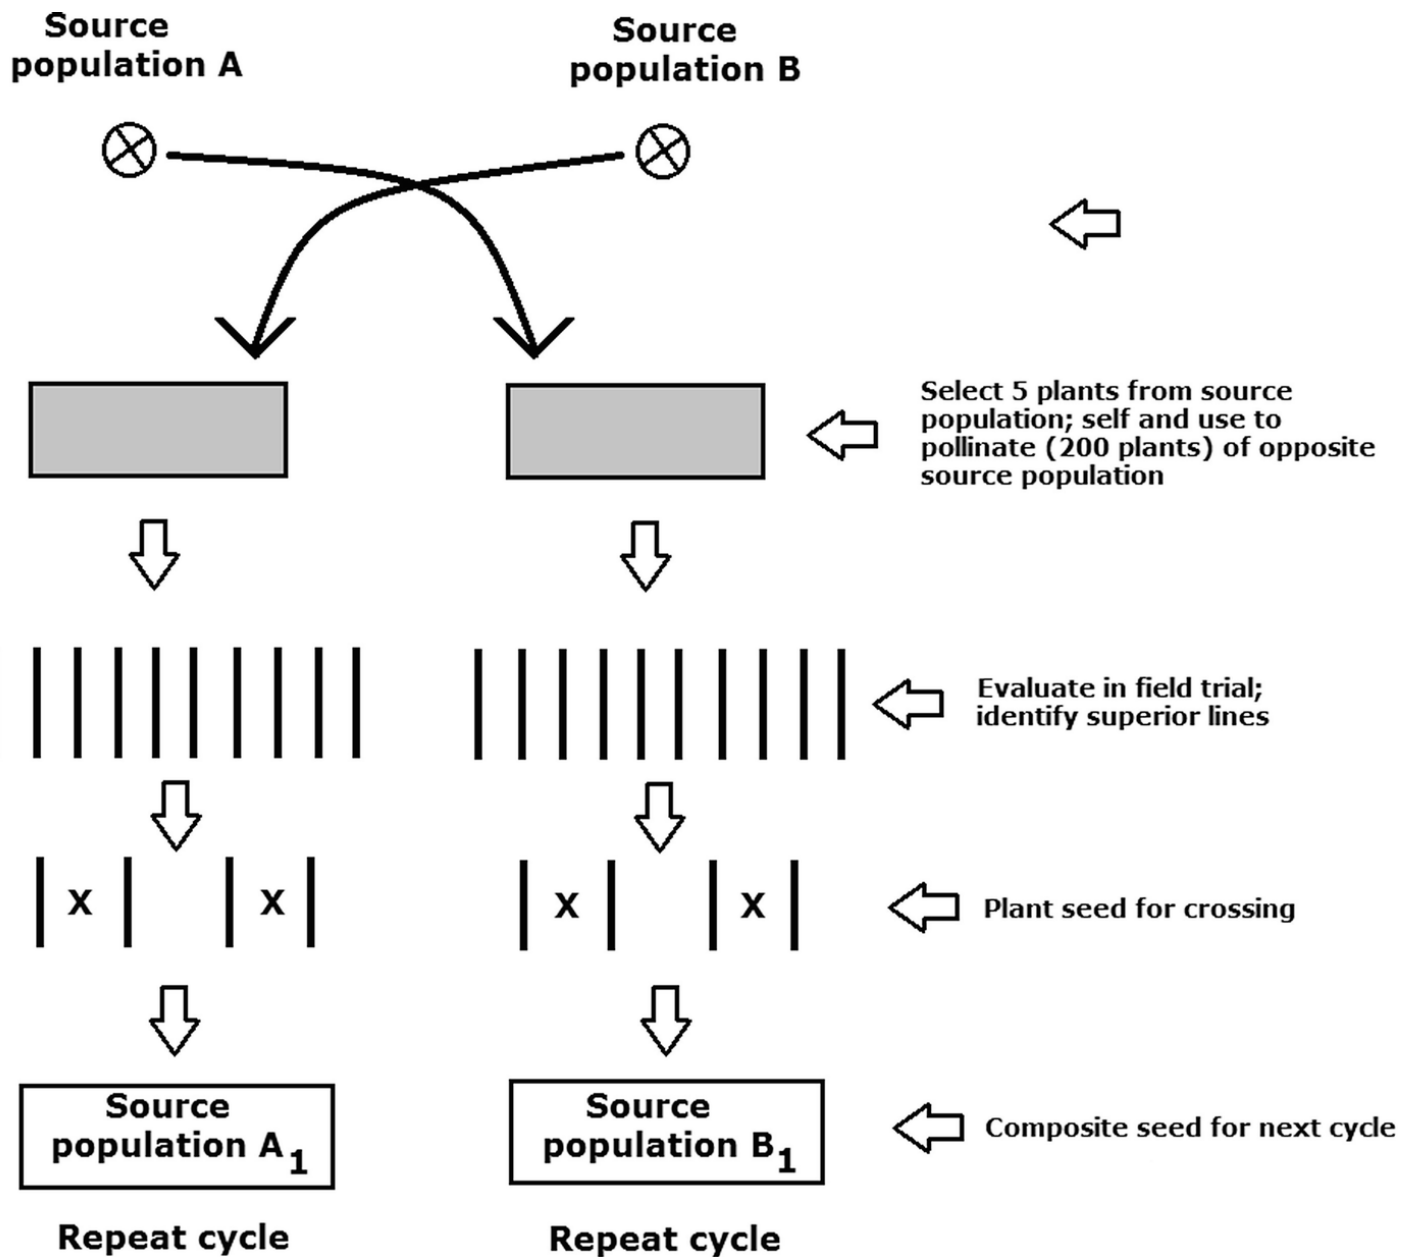 Source
population A
Source
population B
Select 5 plants from source
population; self and use to
pollinate (200 plants) of opposite
source population
Evaluate in field trial;
identify superior lines
x
x
x
x
Plant seed for crossing
Source
population A1
Source
population B1
Composite seed for next cycle
Repeat cycle
Repeat cycle